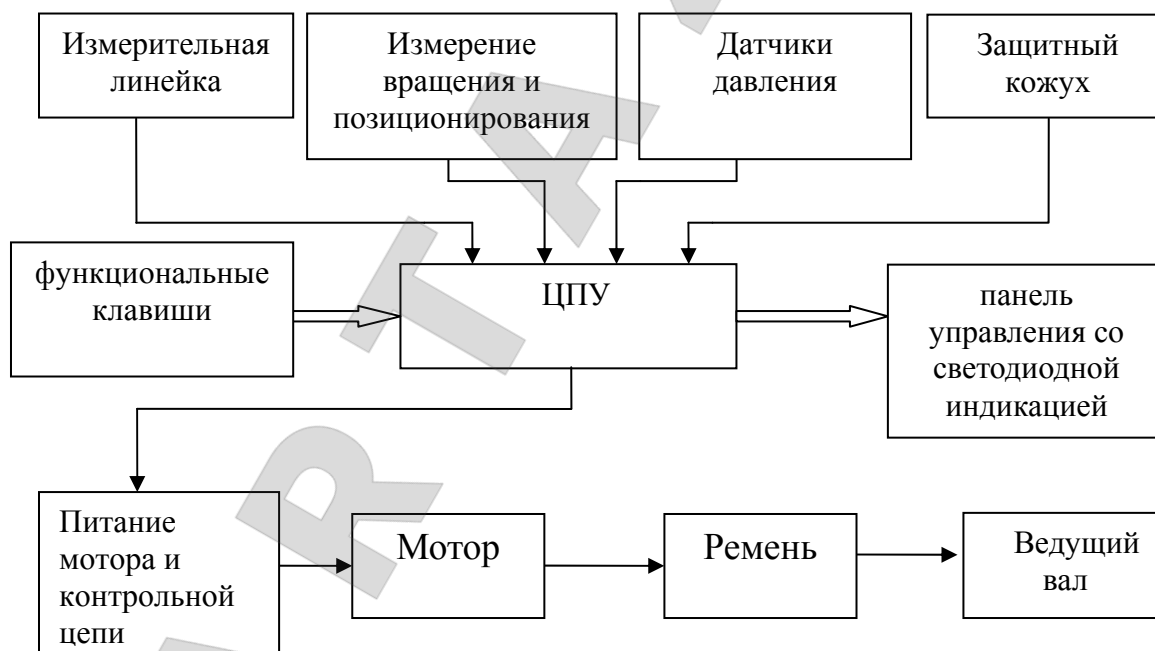 Измерительная
линейка
Измерение
вращения и
позиционирования
Датчики
давления
Защитный
кожух
функциональные
клавиши
ЦПУ
панель
управления со
светодиодной
индикацией
Питание
мотора и
контрольной
цепи
Мотор
Ремень
Ведущий
вал
R T A